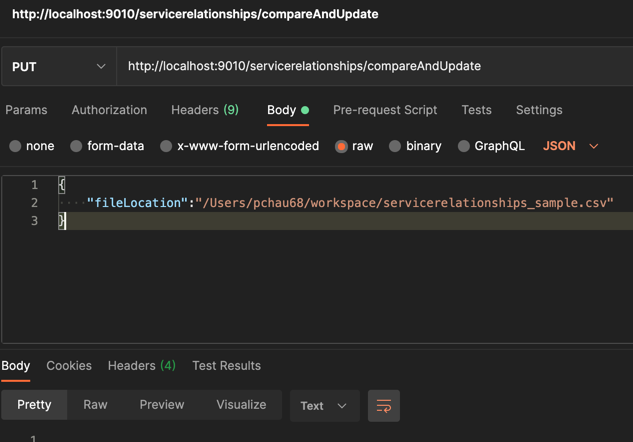 http://localhost:9010/servicerelationships/compareAndUpdate
PUT http://localhost:9010/servicerelationships/compareAndUpdate
Params Authorization Headers (9) Body Pre-request Script Tests Settings
none form-data x-www-form-urlencoded raw binary GraphQL JSON
1 {
2 "fileLocation":"/Users/pchau68/workspace/servicerelationships_sample.csv"
3 }
Body Cookies Headers (4) Test Results
Pretty Raw Preview Visualize Text
1